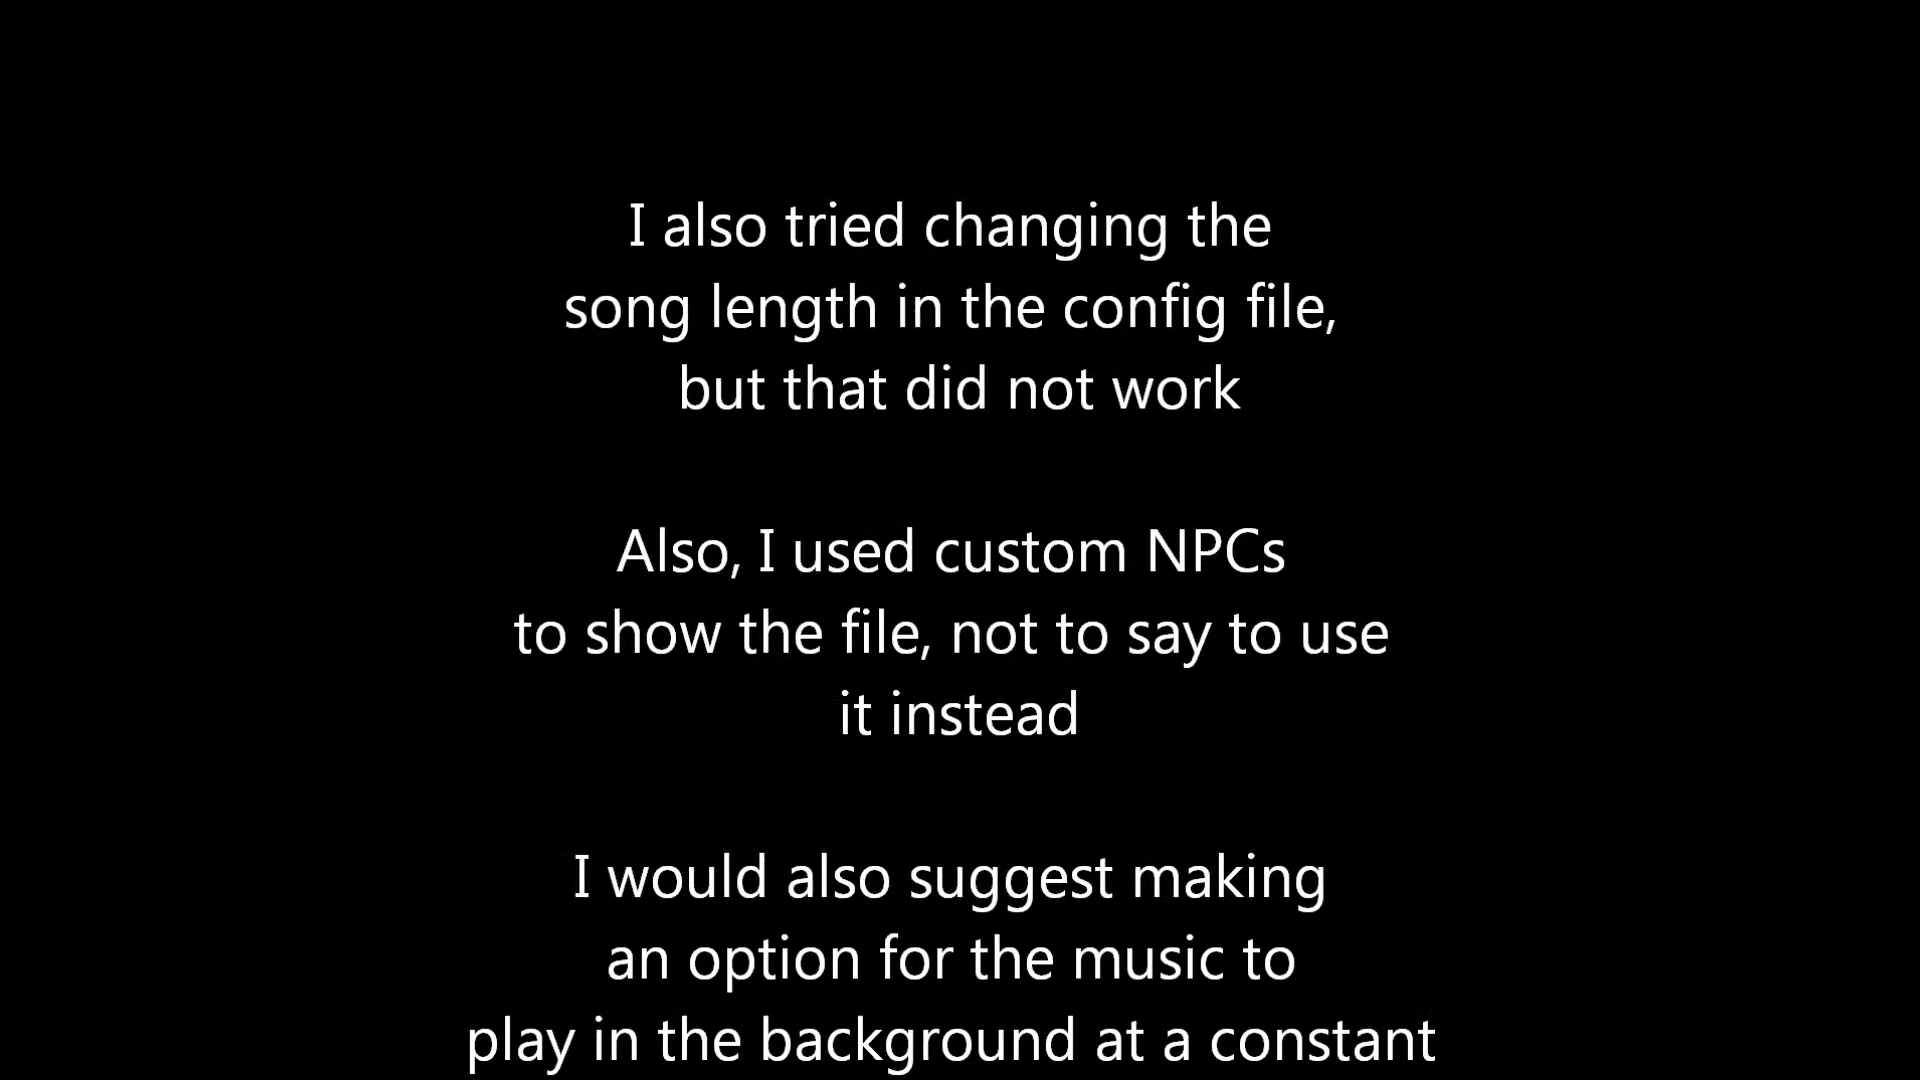 I also tried changing the
song length in the config file,
but that did not work
Also, I used custom NPCs
to show the file, not to say to use
it instead
I would also suggest making
an option for the music to
play in the background at a constant